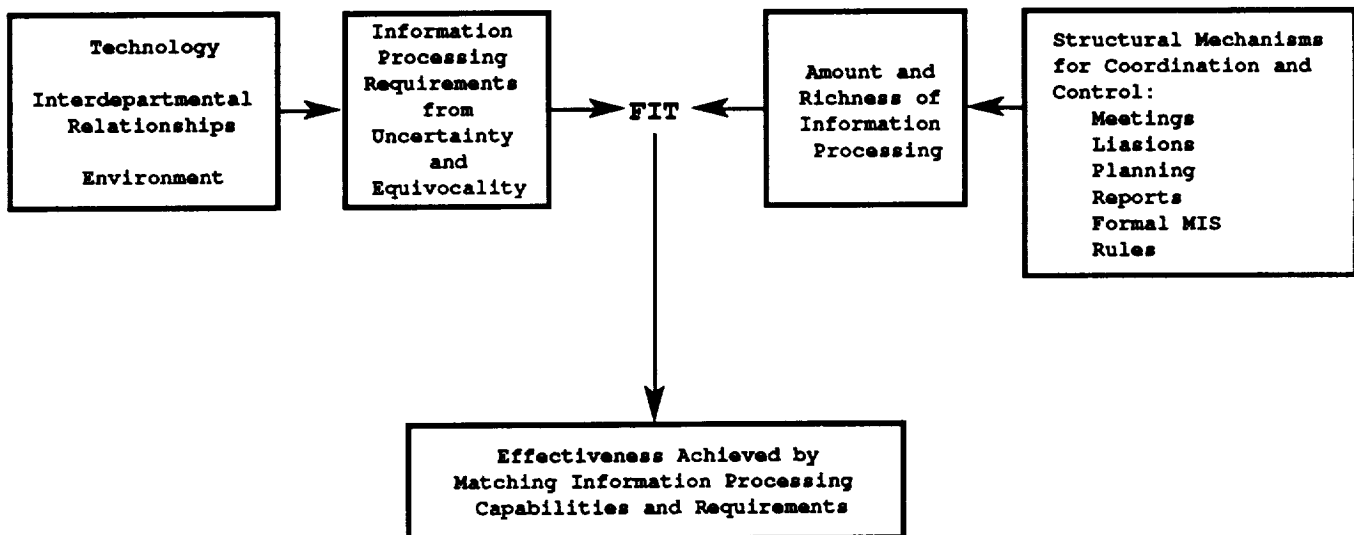 Technology
Interdepartmental
Relationships
Environment
Information
Processing
Requirements
from
Uncertainty
and
Equivocality
FIT
Amount and
Richness of
Information
Processing
Structural Mechanisms
for Coordination and
Control:
Meetings
Liasions
Planning
Reports
Formal MIS
Rules
Effectiveness Achieved by
Matching Information Processing
Capabilities and Requirements